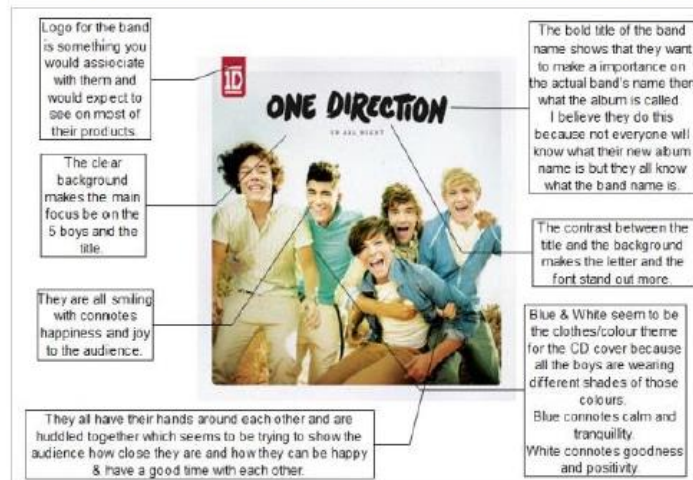 Logo for the band
is something you
would assiociate
with them and
would expect to
see on most of
their products.
The bold title of the band
name shows that they want
to make a importance on
the actual band's name then
what the album is called.
I believe they do this
because not everyone will
know what their new album
name is but they all know
what the band name is.
1D
ONE DIRECTION
UP ALL NIGHT
The clear
background
makes the main
focus be on the
5 boys and the
title.
The contrast between the
title and the background
makes the letter and the
font stand out more.
They are all smiling
with connotes
happiness and joy
to the audience.
Blue & White seem to be
the clothes/colour theme
for the CD cover because
all the boys are wearing
different shades of those
colours.
Blue connotes calm and
tranquillity.
White connotes goodness
and positivity.
They all have their hands around each other and are
huddled together which seems to be trying to show the
audience how close they are and how they can be happy
& have a good time with each other.